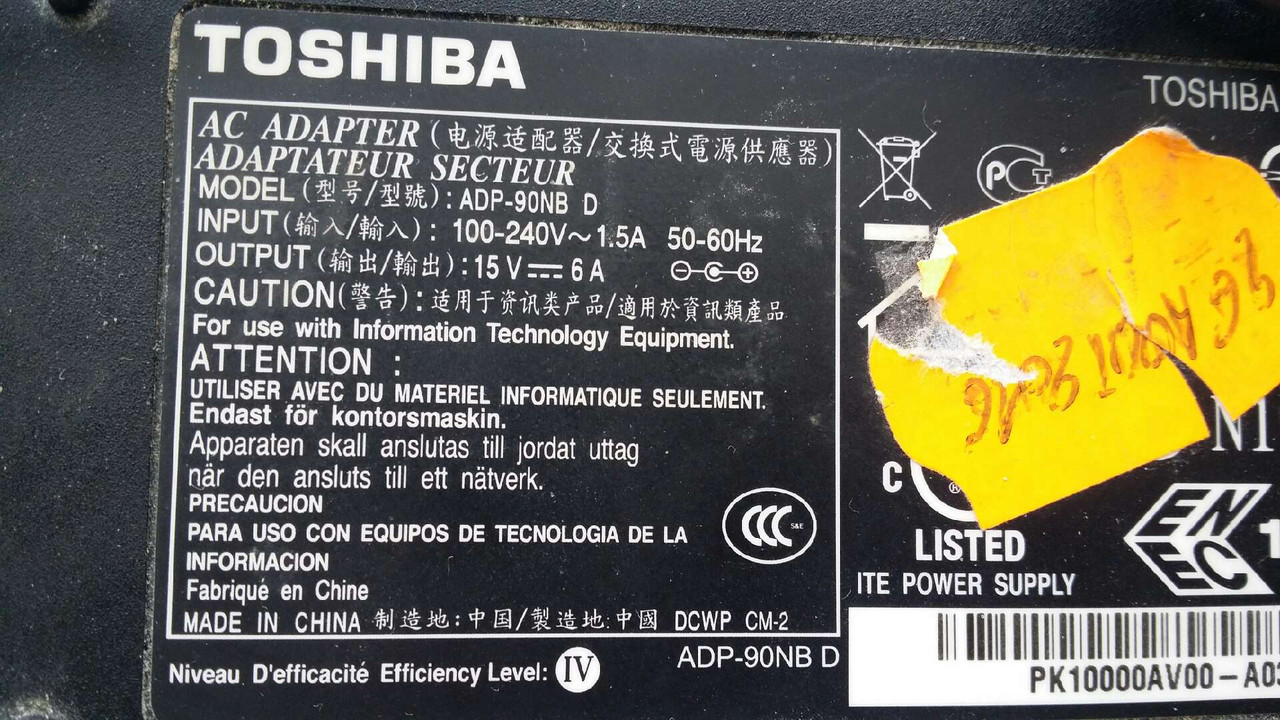 TOSHIBA
AC ADAPTER (电源适配器/交換式電源供應器)
ADAPTATEUR SECTEUR
MODEL (型号/型號) : ADP-90NB D
INPUT (输入/輸入) : 100-240V~1.5A 50-60Hz
OUTPUT (输出/輸出) : 15V⎓6A
CAUTION(警告) : 适用于资讯类产品/適用於資訊類產品
For use with Information Technology Equipment.
ATTENTION :
UTILISER AVEC DU MATERIEL INFORMATIQUE SEULEMENT.
Endast för kontorsmaskin.
Apparaten skall anslutas till jordat uttag
när den ansluts till ett nätverk.
PRECAUCION
PARA USO CON EQUIPOS DE TECNOLOGIA DE LA
INFORMACION
CCC S&E
Fabriqué en Chine
MADE IN CHINA 制造地:中国/製造地:中國 DCWP CM-2
Niveau D'efficacité Efficiency Level: IV
ADP-90NB D
TOSHIBA
C
®
LISTED
ITE POWER SUPPLY
ENEC
PK10000AV00-A0